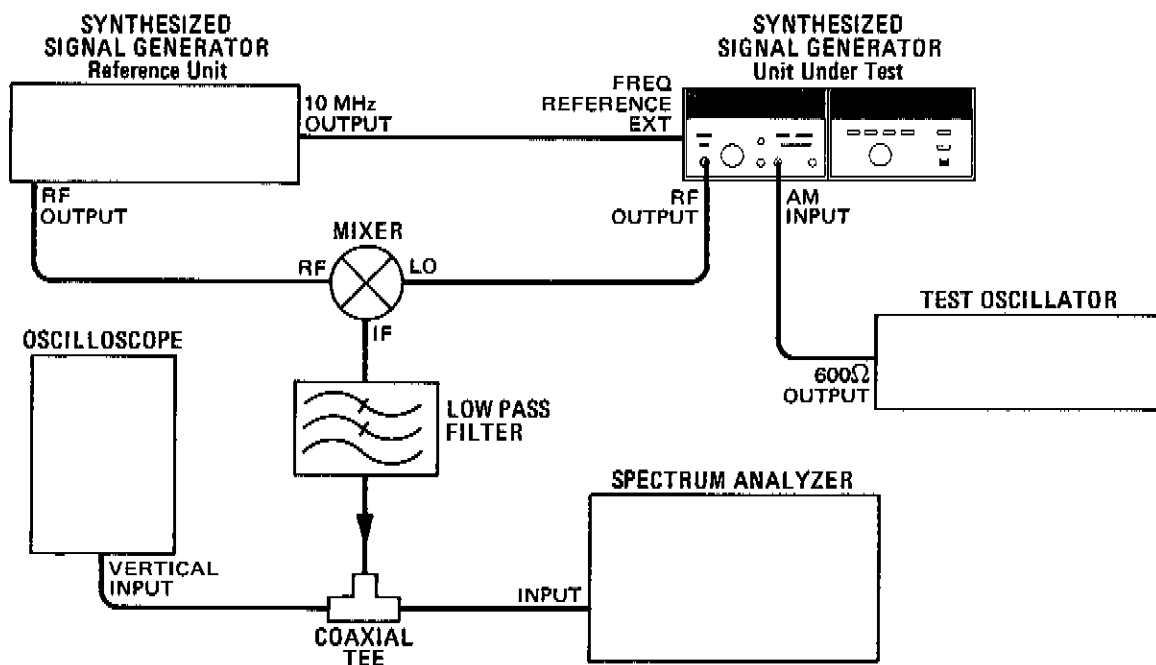 SYNTHESIZED
SIGNAL GENERATOR
Reference Unit
SYNTHESIZED
SIGNAL GENERATOR
Unit Under Test
10 MHz
OUTPUT
FREQ
REFERENCE
EXT
RF
OUTPUT
RF
OUTPUT
AM
INPUT
MIXER
RF
LO
IF
TEST OSCILLATOR
600Ω
OUTPUT
OSCILLOSCOPE
LOW PASS
FILTER
SPECTRUM ANALYZER
VERTICAL
INPUT
INPUT
COAXIAL
TEE